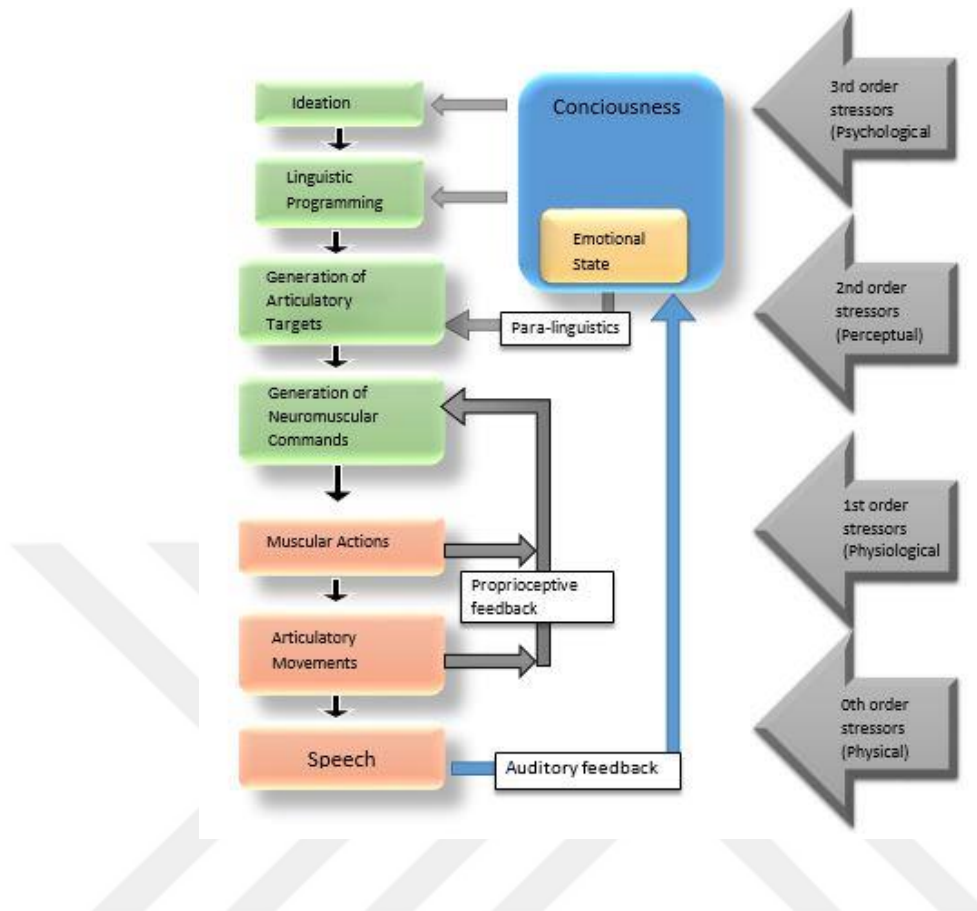 Ideation
Linguistic
Programming
Generation of
Articulatory
Targets
Generation of
Neuromuscular
Commands
Muscular Actions
Articulatory
Movements
Speech
Conciousness
Emotional
State
Para-linguistics
Proprioceptive
feedback
Auditory feedback
3rd order
stressors
(Psychological
2nd order
stressors
(Perceptual)
1st order
stressors
(Physiological
0th order
stressors
(Physical)